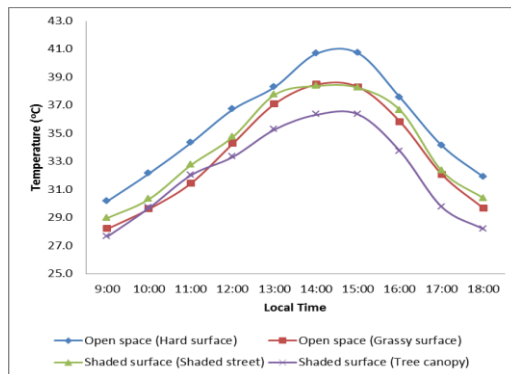 43.0
41.0
39.0
37.0
35.0
33.0
31.0
29.0
27.0
25.0
Temperature (°C)
9:00 10:00 11:00 12:00 13:00 14:00 15:00 16:00 17:00 18:00
Local Time
Open space (Hard surface) Open space (Grassy surface)
Shaded surface (Shaded street) Shaded surface (Tree canopy)